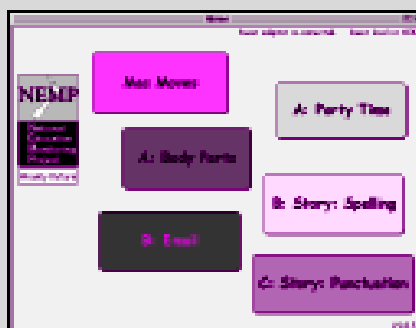 Mac Moves
NEMP
A: Party Time
National
Education
Monitoring
Project
A: Body Parts
B: Story: Spelling
B: Email
C: Story: Punctuation